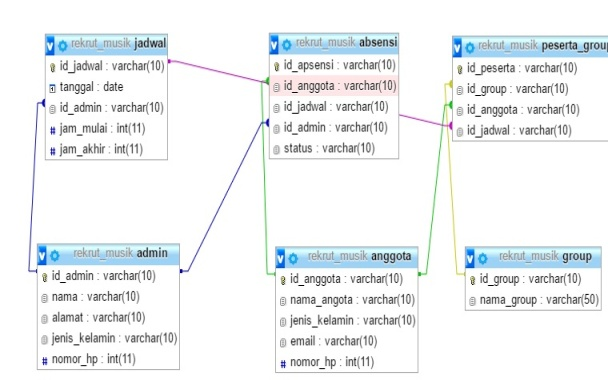 rekrut_musik jadwal
id_jadwal : varchar(10)
tanggal : date
id_admin : varchar(10)
jam_mulai : int(11)
jam_akhir : int(11)
rekrut_musik absensi
id_apsensi : varchar(10)
id_anggota : varchar(10)
id_jadwal : varchar(10)
id_admin : varchar(10)
status : varchar(10)
rekrut_musik peserta_group
id_peserta : varchar(10)
id_group : varchar(10)
id_anggota : varchar(10)
id_jadwal : varchar(10)
rekrut_musik admin
id_admin : varchar(10)
nama : varchar(10)
alamat : varchar(10)
jenis_kelamin : varchar(10)
nomor_hp : int(11)
rekrut_musik anggota
id_anggota : varchar(10)
nama_angota : varchar(10)
jenis_kelamin : varchar(10)
email : varchar(10)
nomor_hp : int(11)
rekrut_musik group
id_group : varchar(10)
nama_group : varchar(50)